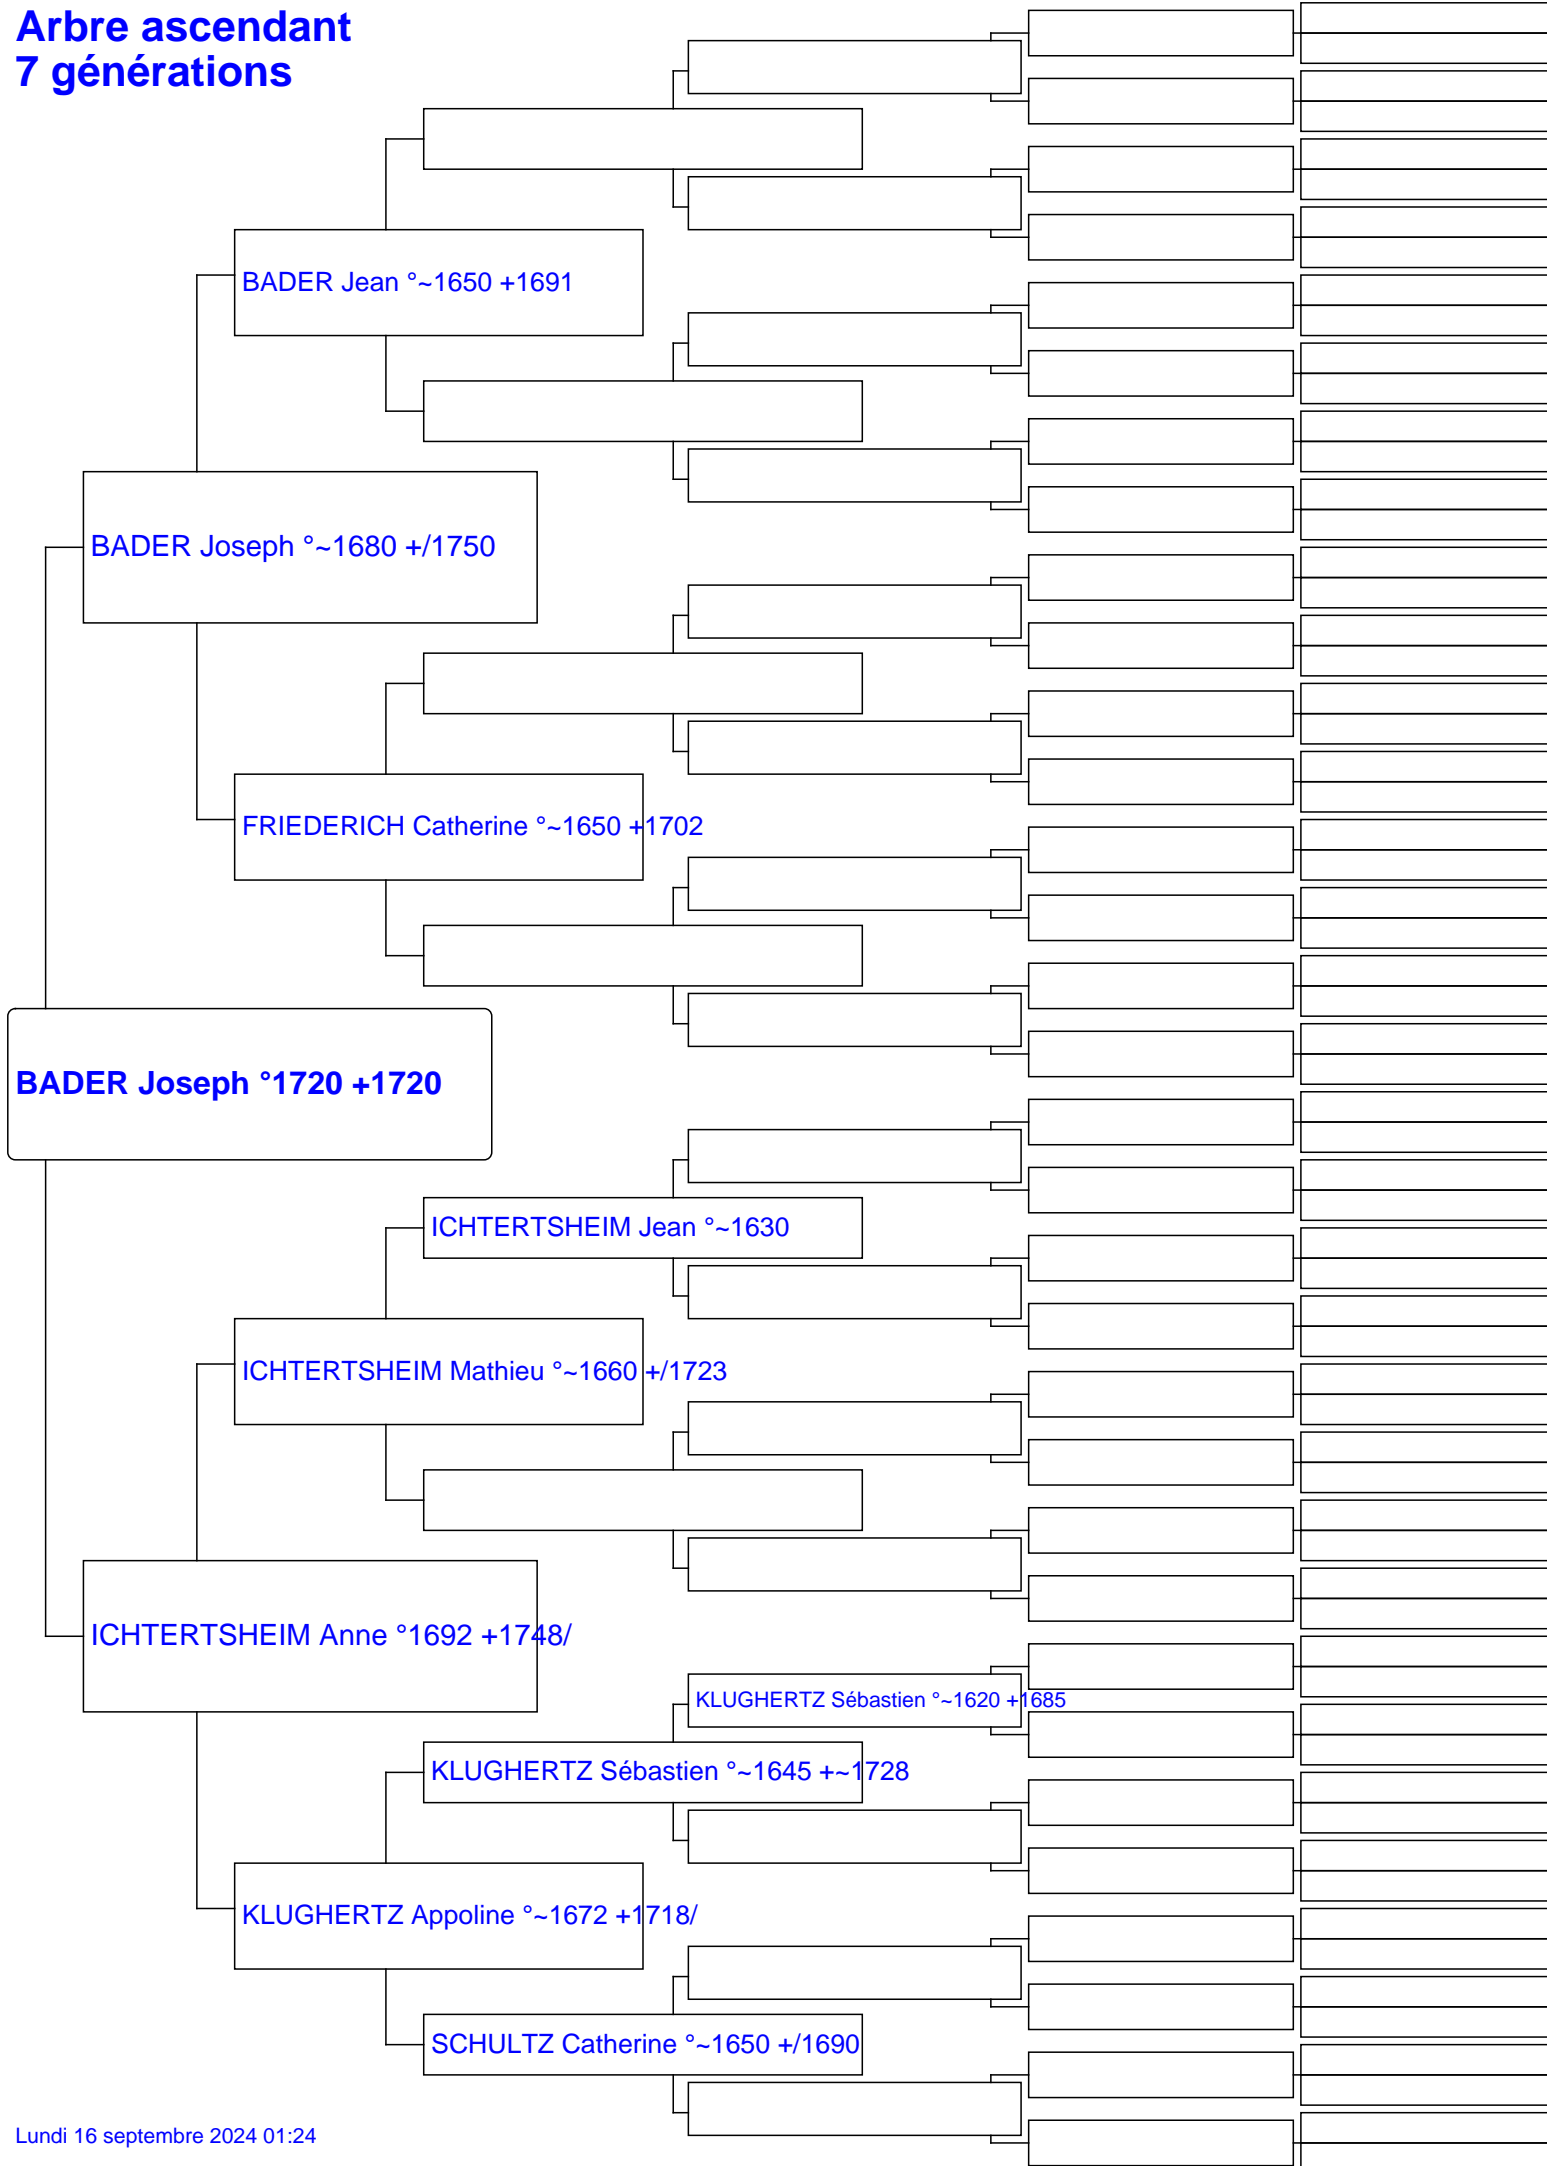 Arbre ascendant
7 générations
BADER Jean °~1650 +1691
BADER Joseph °~1680 +/1750
FRIEDERICH Catherine °~1650 +1702
BADER Joseph °1720 +1720
ICHTERTSHEIM Jean °~1630
ICHTERTSHEIM Mathieu °~1660 +/1723
ICHTERTSHEIM Anne °1692 +1748/
KLUGHERTZ Sébastien °~1620 +1685
KLUGHERTZ Sébastien °~1645 +~1728
KLUGHERTZ Appoline °~1672 +1718/
SCHULTZ Catherine °~1650 +/1690
Lundi 16 septembre 2024 01:24